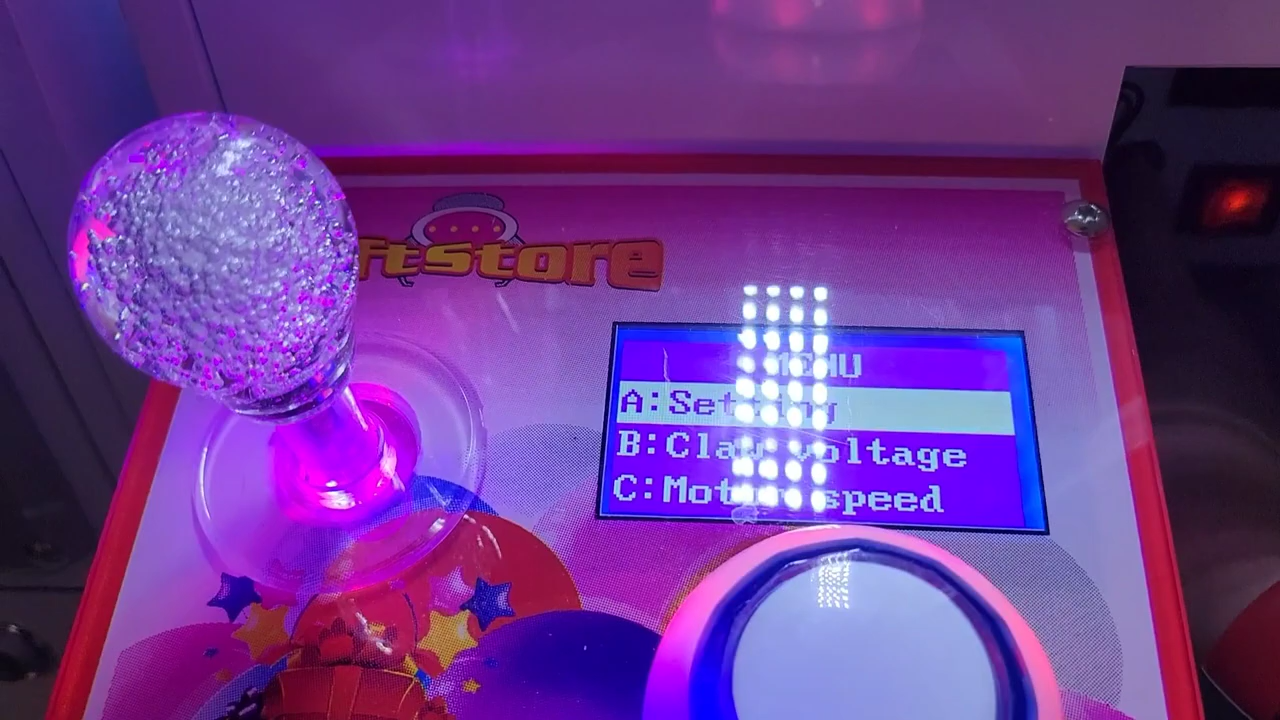 ftstore
MENU
A:Setting
B:Claw voltage
C:Motor speed